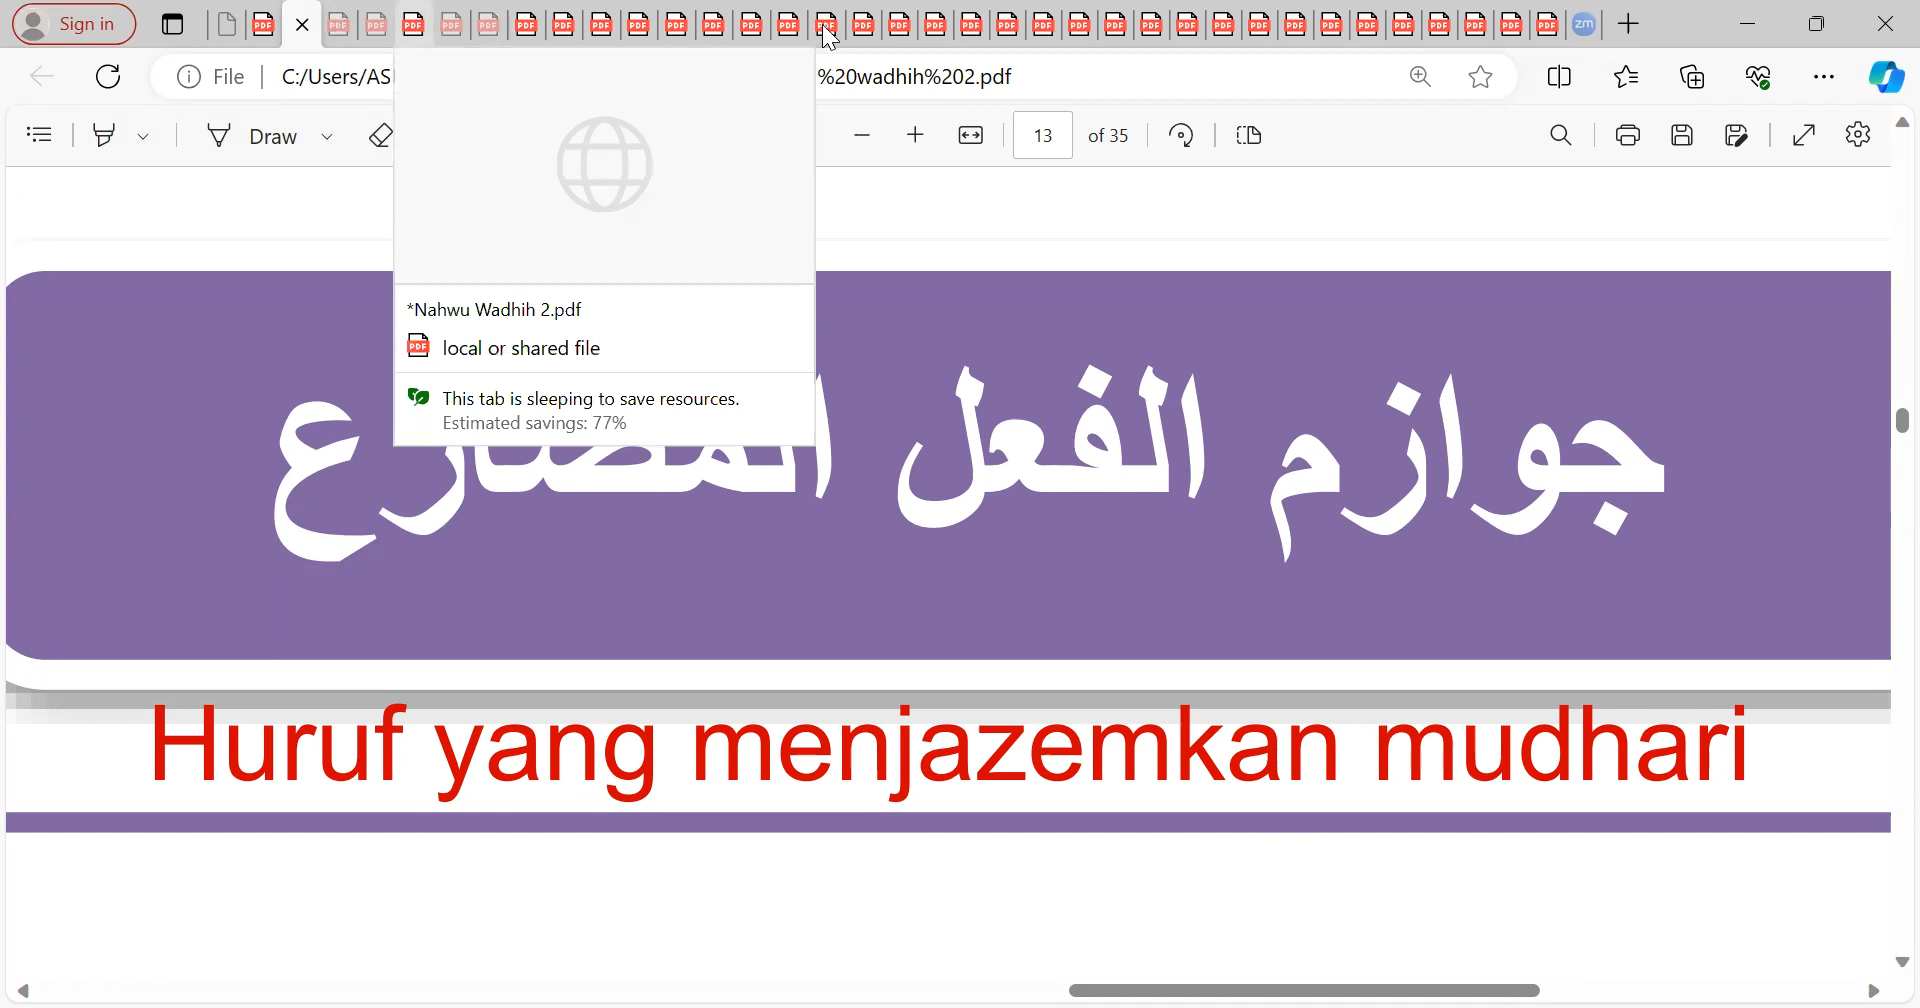 Sign in
File
C:/Users/AS
%20wadhih%202.pdf
Draw
13
of 35
*Nahwu Wadhih 2.pdf
local or shared file
This tab is sleeping to save resources.
Estimated savings: 77%
جوازم الفعل المضارع
Huruf yang menjazemkan mudhari